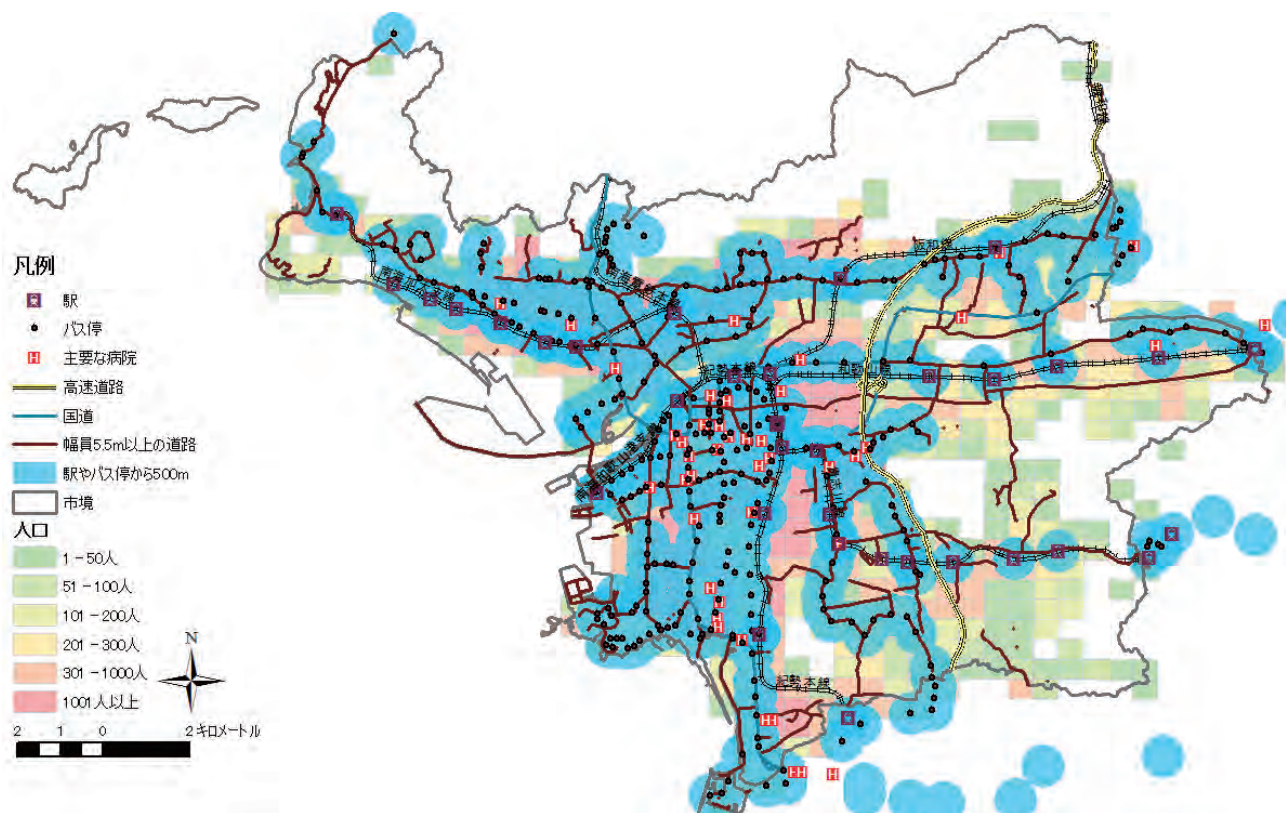 凡例
駅
バス停
主要な病院
高速道路
国道
幅員5.5m以上の道路
駅やバス停から500m
市境
人口
1 - 50人
51 - 100人
101 - 200人
201 - 300人
301 - 1000人
1001人以上
N
2 1 0 2キロメートル
阪和線
紀勢本線
和歌山線
紀勢本線
H